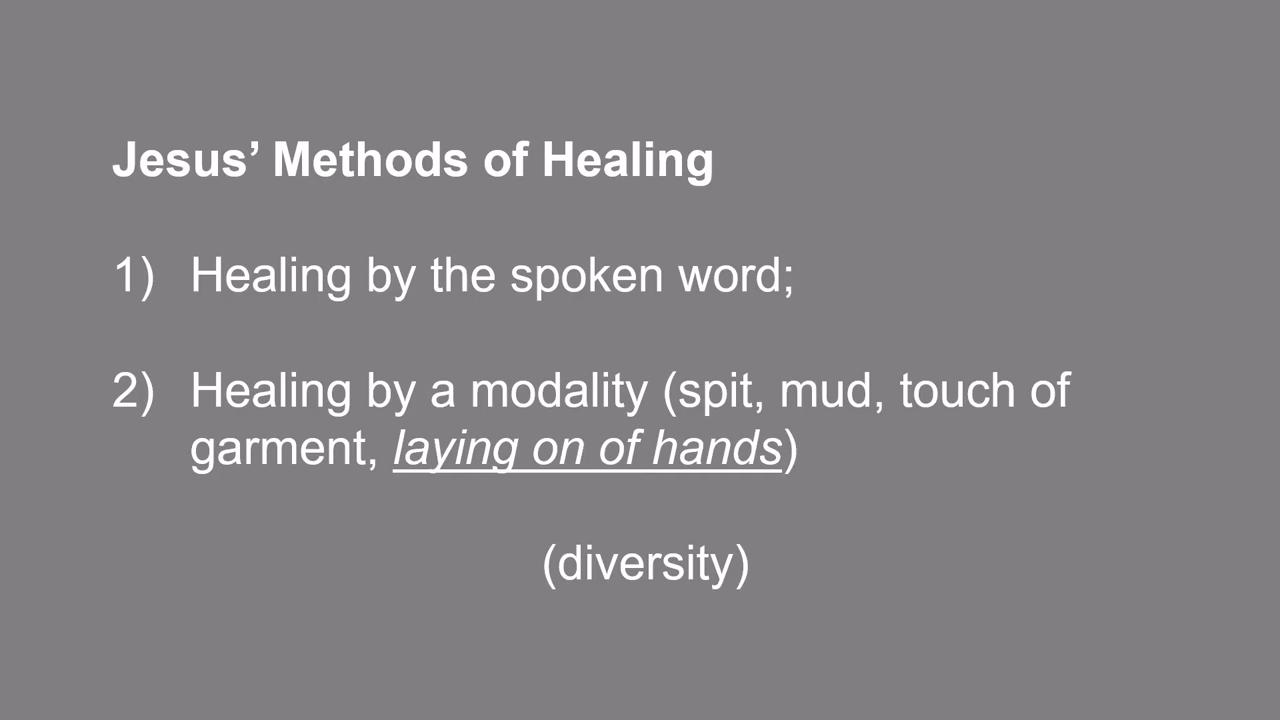 Jesus’ Methods of Healing
1) Healing by the spoken word;
2) Healing by a modality (spit, mud, touch of
garment, laying on of hands)
(diversity)